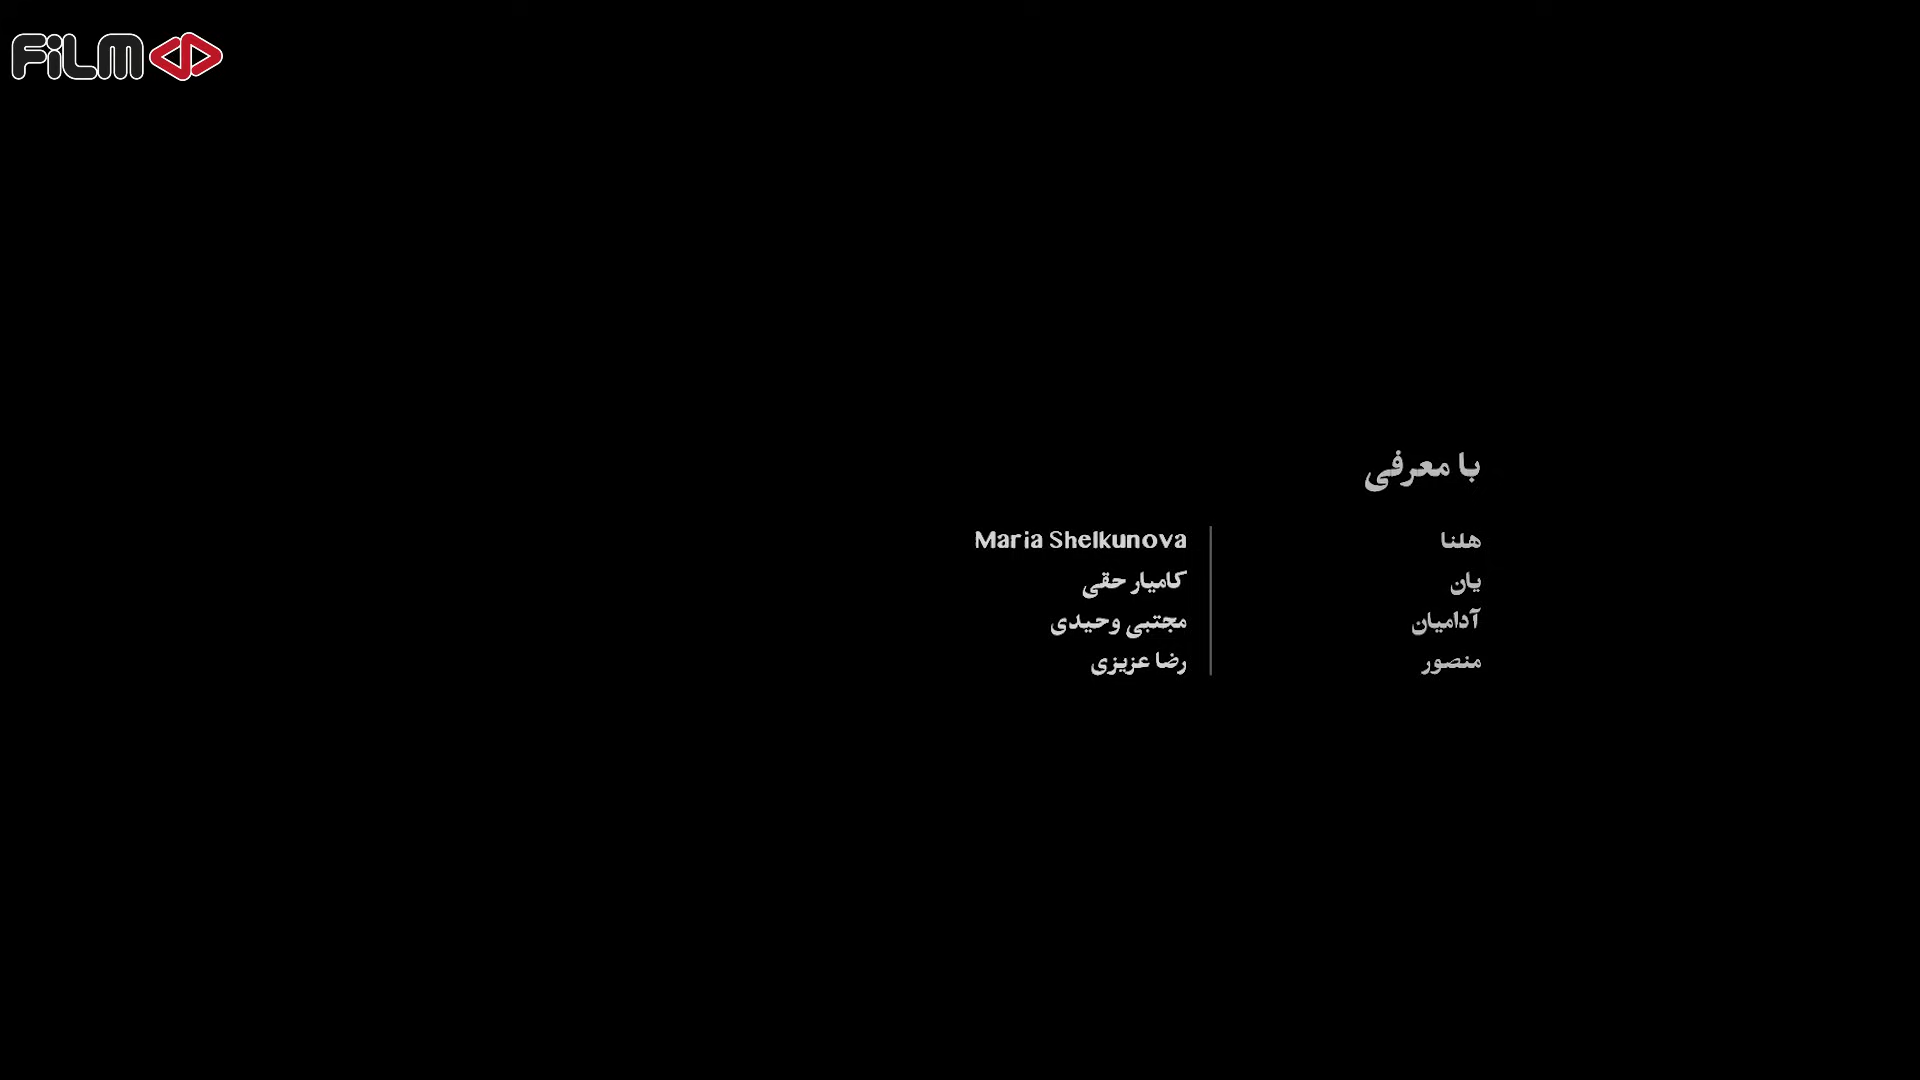 FiLM
با معرفی
هلنا Maria Shelkunova
یان کامیار حقی
آدامیان مجتبی وحیدی
منصور رضا عزیزی